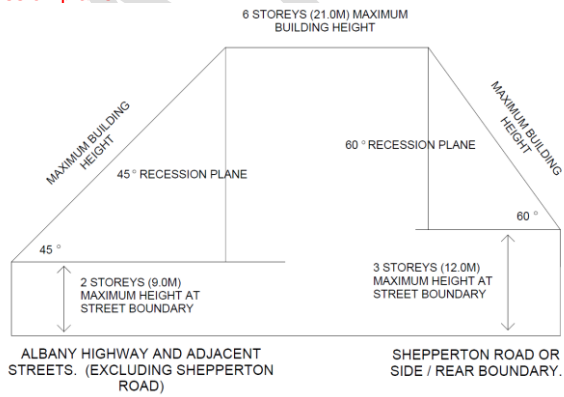 6 STOREYS (21.0M) MAXIMUM
BUILDING HEIGHT
MAXIMUM BUILDING
HEIGHT
45 ° RECESSION PLANE
60 ° RECESSION PLANE
MAXIMUM BUILDING
HEIGHT
45 °
60 °
2 STOREYS (9.0M)
MAXIMUM HEIGHT AT
STREET BOUNDARY
3 STOREYS (12.0M)
MAXIMUM HEIGHT AT
STREET BOUNDARY
ALBANY HIGHWAY AND ADJACENT
STREETS. (EXCLUDING SHEPPERTON
ROAD)
SHEPPERTON ROAD OR
SIDE / REAR BOUNDARY.